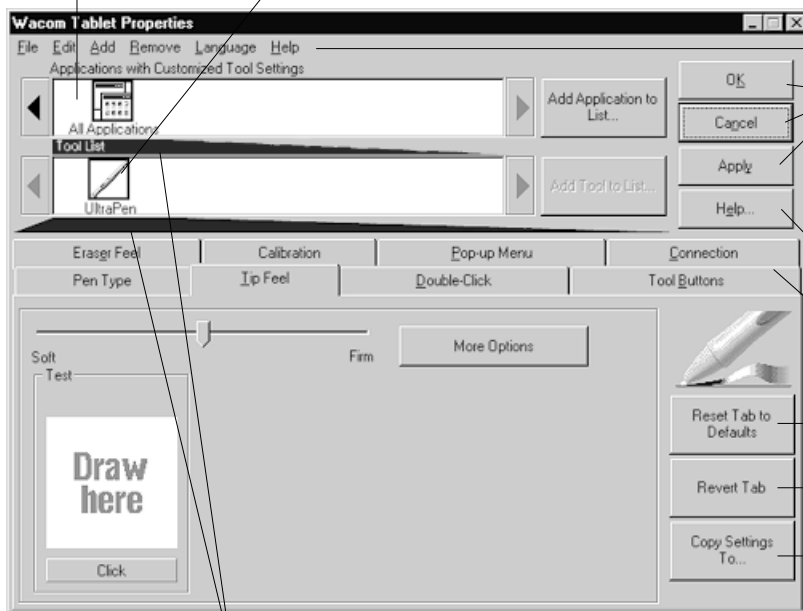 Wacom Tablet Properties
File Edit Add Remove Language Help
Applications with Customized Tool Settings
All Applications
Add Application to
List...
OK
Cancel
Tool List
UltraPen
Add Tool to List...
Apply
Help...
Eraser Feel Calibration Pop-up Menu Connection
Pen Type Tip Feel Double-Click Tool Buttons
Soft Firm
More Options
Test
Draw
here
Click
Reset Tab to
Defaults
Revert Tab
Copy Settings
To...